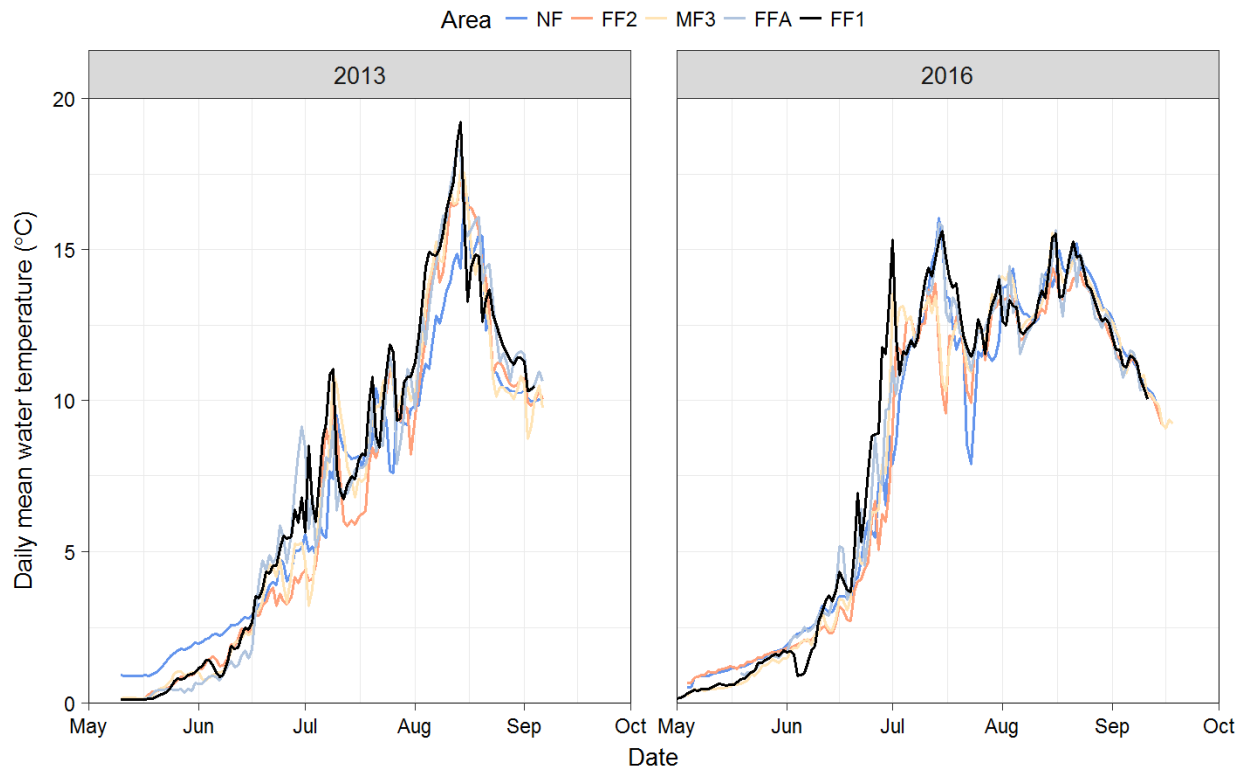 Area NF FF2 MF3 FFA FF1
2013 2016
Daily mean water temperature (°C)
20
15
10
5
0
May Jun Jul Aug Sep Oct May Jun Jul Aug Sep Oct
Date